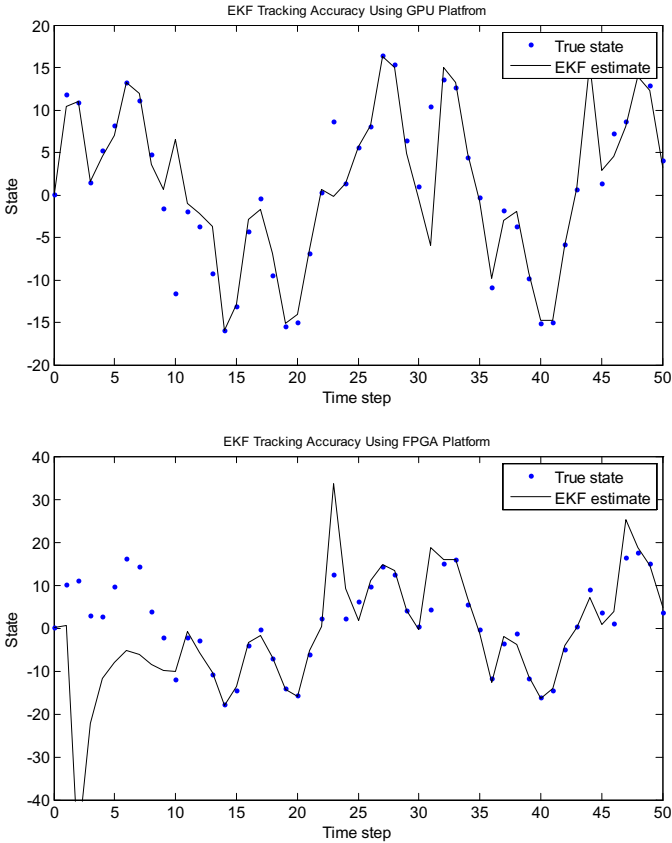 EKF Tracking Accuracy Using GPU Platfrom
State
20
15
10
5
0
-5
-10
-15
-20
True state
EKF estimate
0 5 10 15 20 25 30 35 40 45 50
Time step
EKF Tracking Accuracy Using FPGA Platform
State
40
30
20
10
0
-10
-20
-30
-40
True state
EKF estimate
0 5 10 15 20 25 30 35 40 45 50
Time step